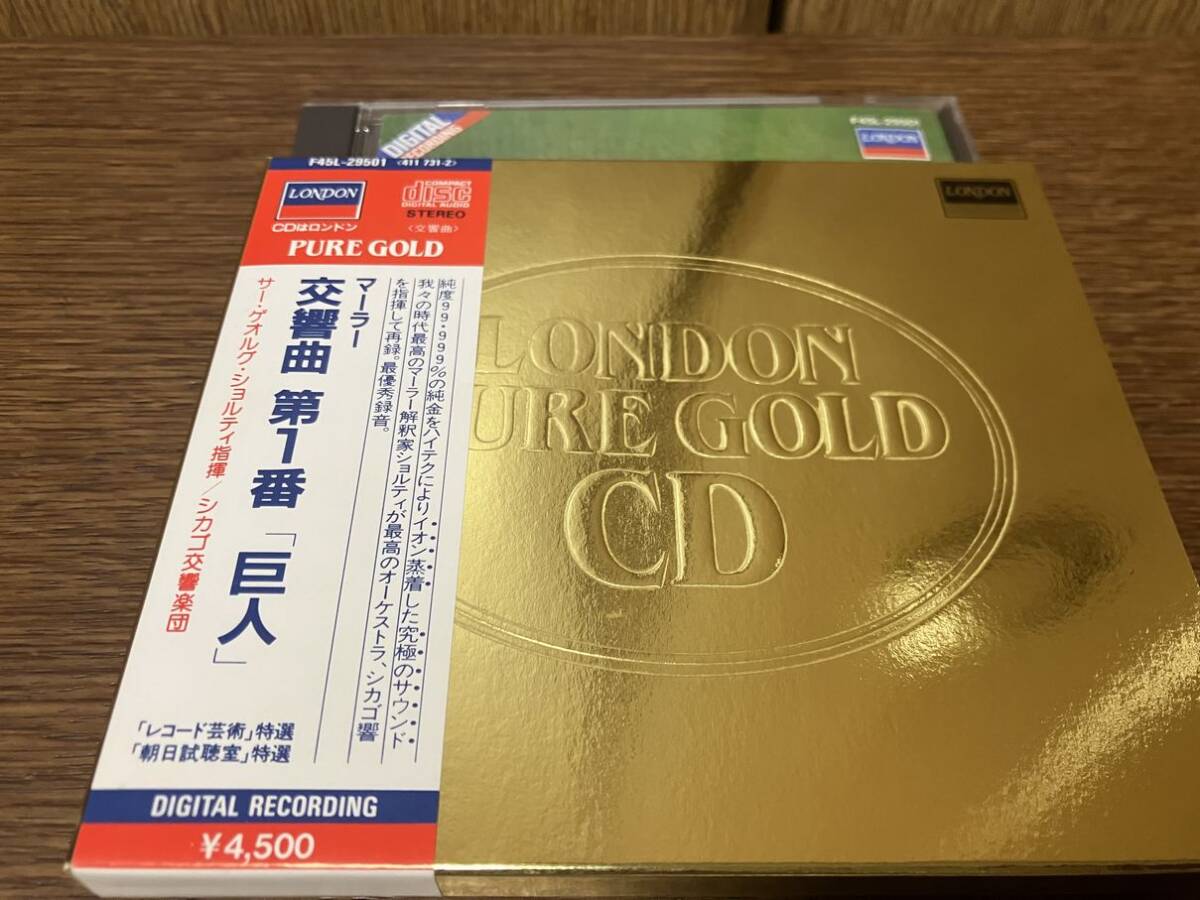 DIGITAL
RECORDING
F45L-29501
LONDON
F45L-29501 〈411 731-2〉
LONDON
CDはロンドン
COMPACT
disc
DIGITAL AUDIO
STEREO
〈交響曲〉
PURE GOLD
純度99・999%の純金をハイテクによりイオン蒸着した究極のサウンド
我々の時代最高のマーラー解釈家ショルティが最高のオーケストラ、シカゴ響
を指揮して再録。最優秀録音。
マーラー
交響曲 第1番「巨人」
サー・ゲオルグ・ショルティ指揮/シカゴ交響楽団
「レコード芸術」特選
「朝日試聴室」特選
DIGITAL RECORDING
¥4,500
LONDON
LONDON
PURE GOLD
CD